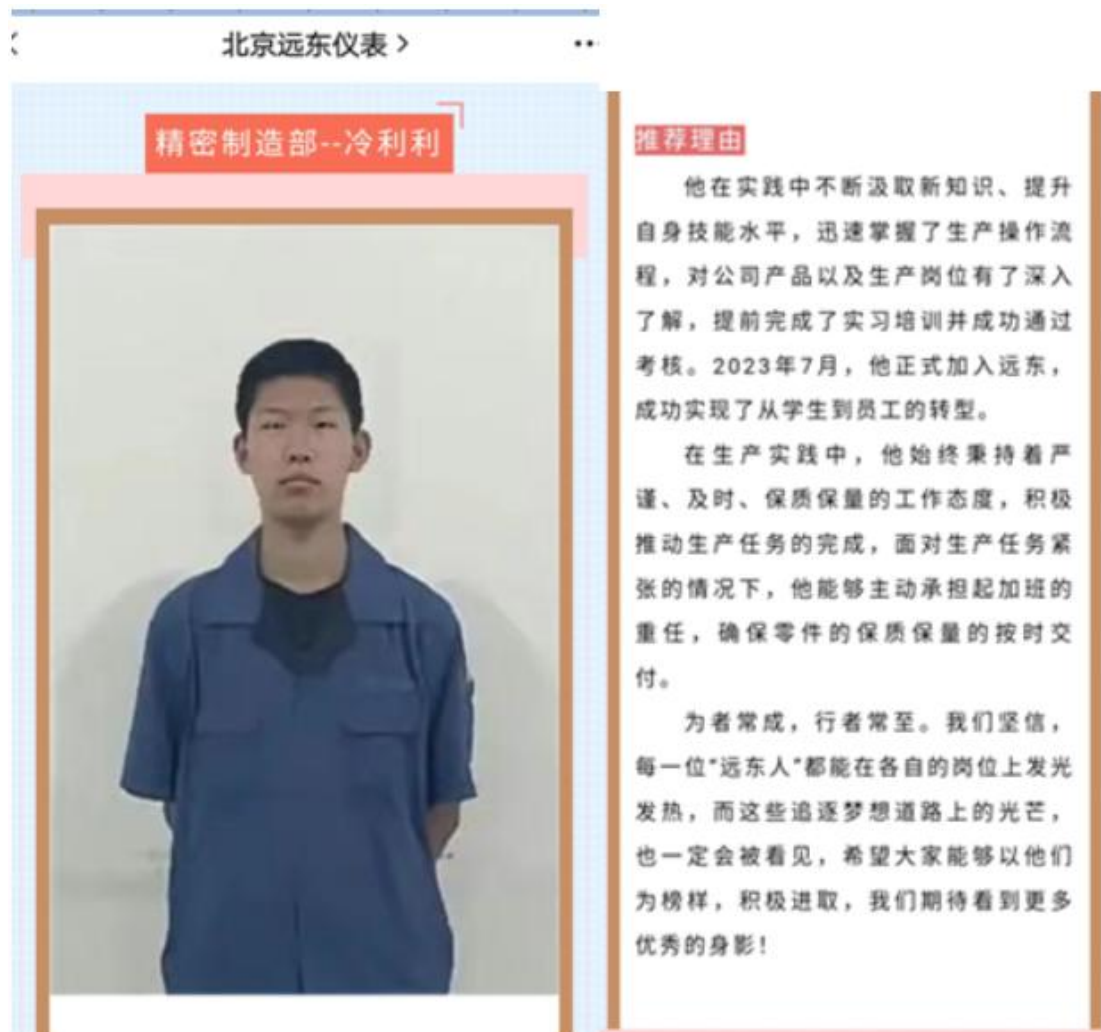 北京远东仪表
精密制造部--冷利利
推荐理由
他在实践中不断汲取新知识、提升
自身技能水平，迅速掌握了生产操作流
程，对公司产品以及生产岗位有了深入
了解，提前完成了实习培训并成功通过
考核。2023年7月，他正式加入远东，
成功实现了从学生到员工的转型。
在生产实践中，他始终秉持着严
谨、及时、保质保量的工作态度，积极
推动生产任务的完成，面对生产任务紧
张的情况下，他能够主动承担起加班的
重任，确保零件的保质保量的按时交
付。
为者常成，行者常至。我们坚信，
每一位“远东人”都能在各自的岗位上发光
发热，而这些追逐梦想道路上的光芒，
也一定会被看见，希望大家能够以他们
为榜样，积极进取，我们期待看到更多
优秀的身影！